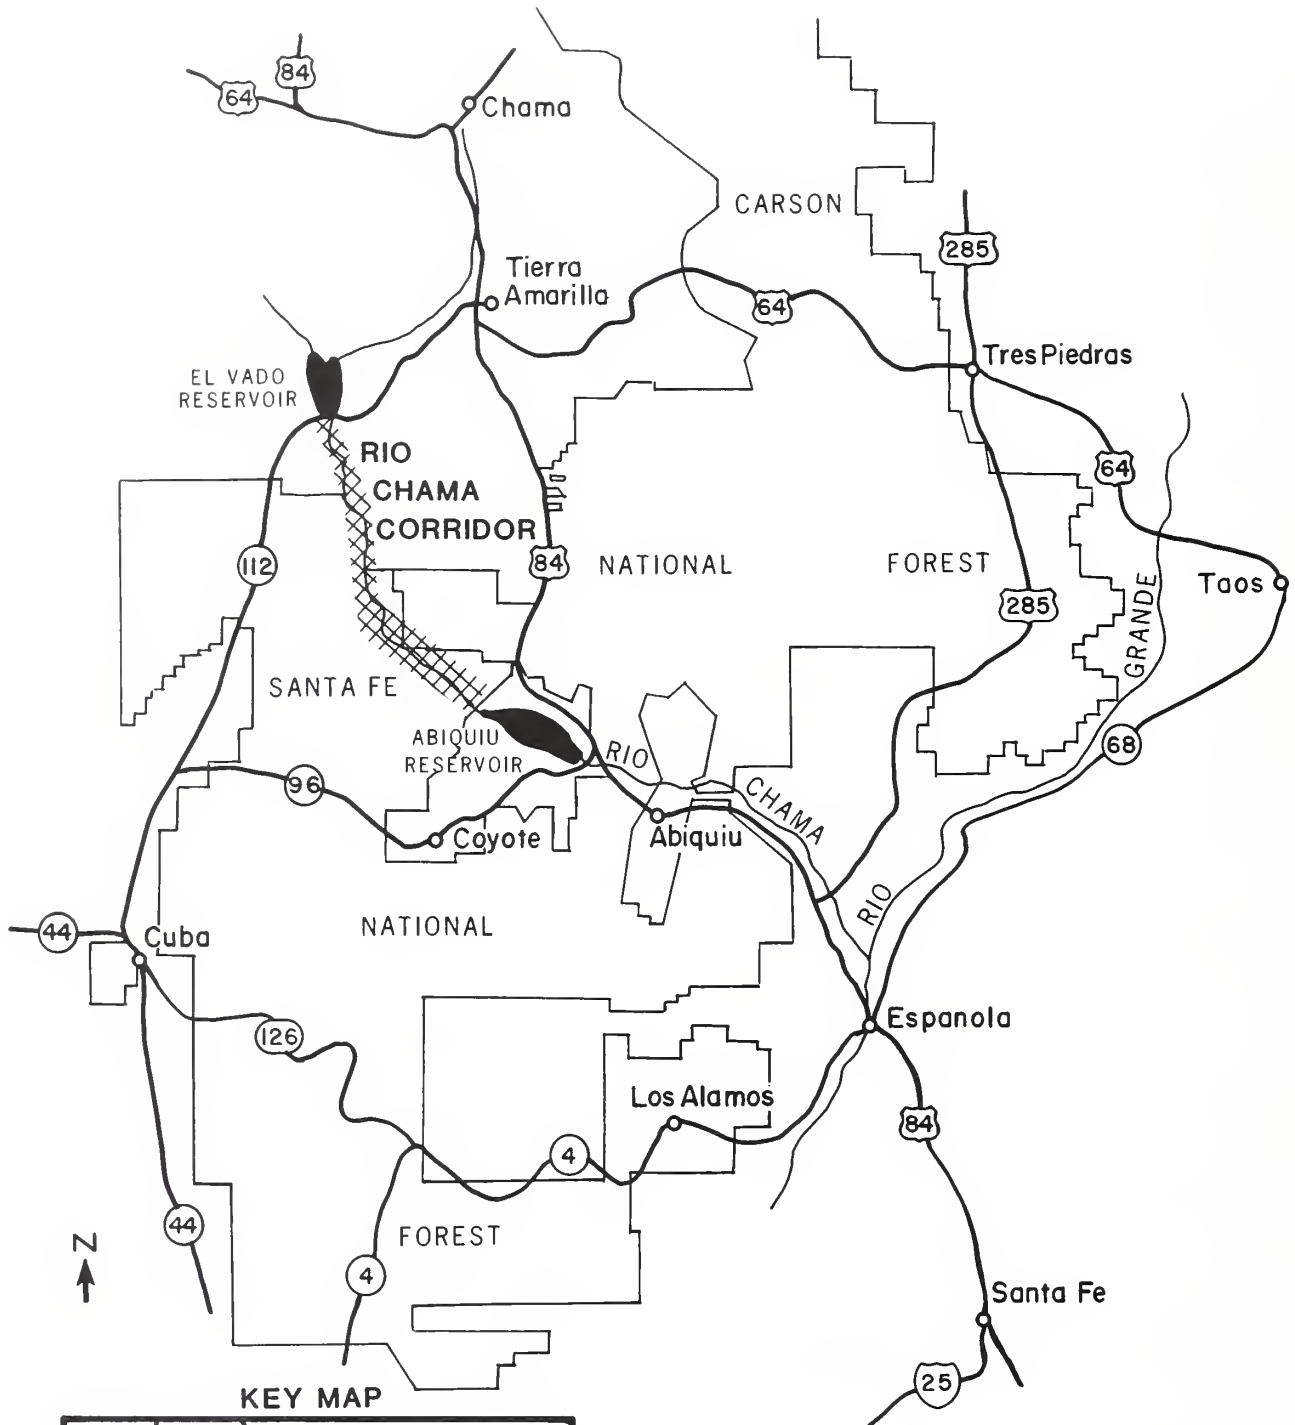 84
64
Chama
CARSON
285
Tierra
Amarilla
64
Tres Piedras
EL VADO
RESERVOIR
RIO
CHAMA
CORRIDOR
64
112
84
NATIONAL
FOREST
285
Taos
GRANDE
SANTA FE
ABIQUIU
RESERVOIR
RIO
CHAMA
68
96
Coyote
Abiquiu
RIO
NATIONAL
44
Cuba
126
Espanola
Los Alamos
84
4
44
FOREST
N
4
Santa Fe
25
KEY MAP